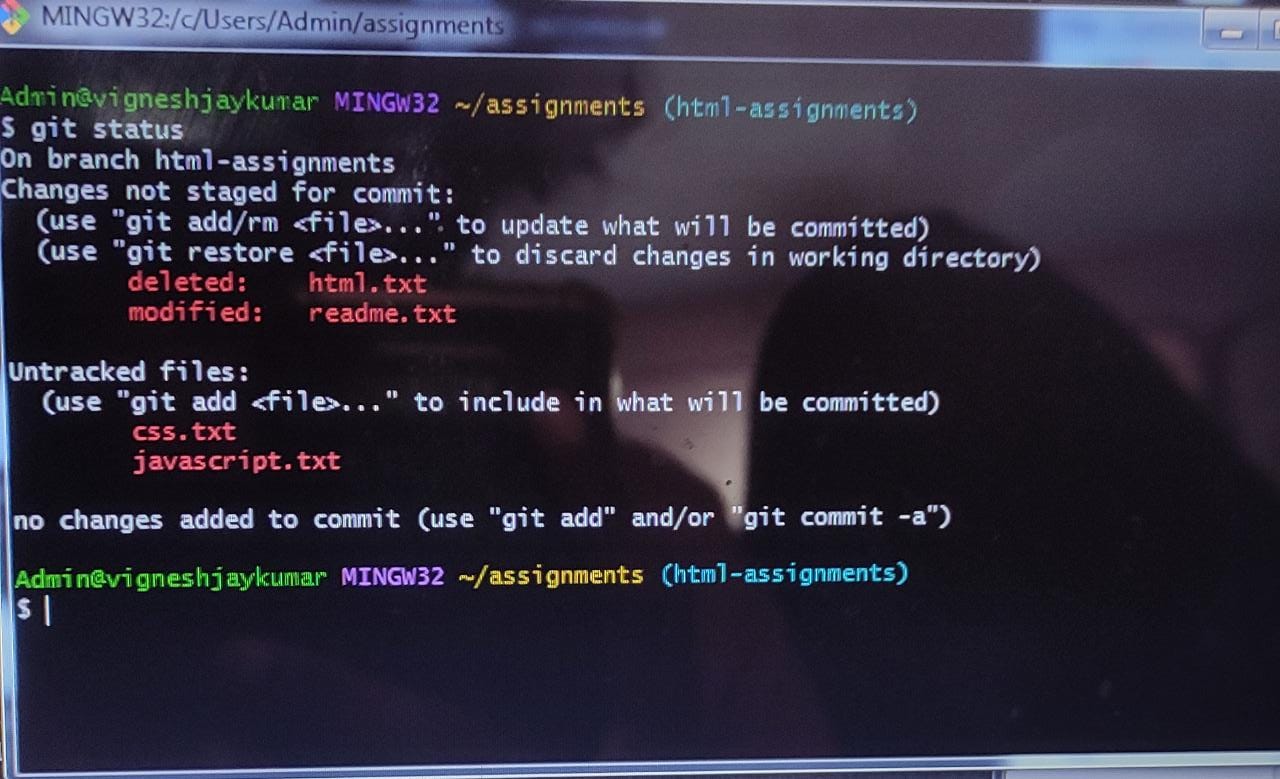 MINGW32:/c/Users/Admin/assignments
Admin@vigneshjaykumar MINGW32 ~/assignments (html-assignments)
$ git status
On branch html-assignments
Changes not staged for commit:
  (use "git add/rm <file>..." to update what will be committed)
  (use "git restore <file>..." to discard changes in working directory)
        deleted:    html.txt
        modified:   readme.txt

Untracked files:
  (use "git add <file>..." to include in what will be committed)
        css.txt
        javascript.txt

no changes added to commit (use "git add" and/or "git commit -a")

Admin@vigneshjaykumar MINGW32 ~/assignments (html-assignments)
$